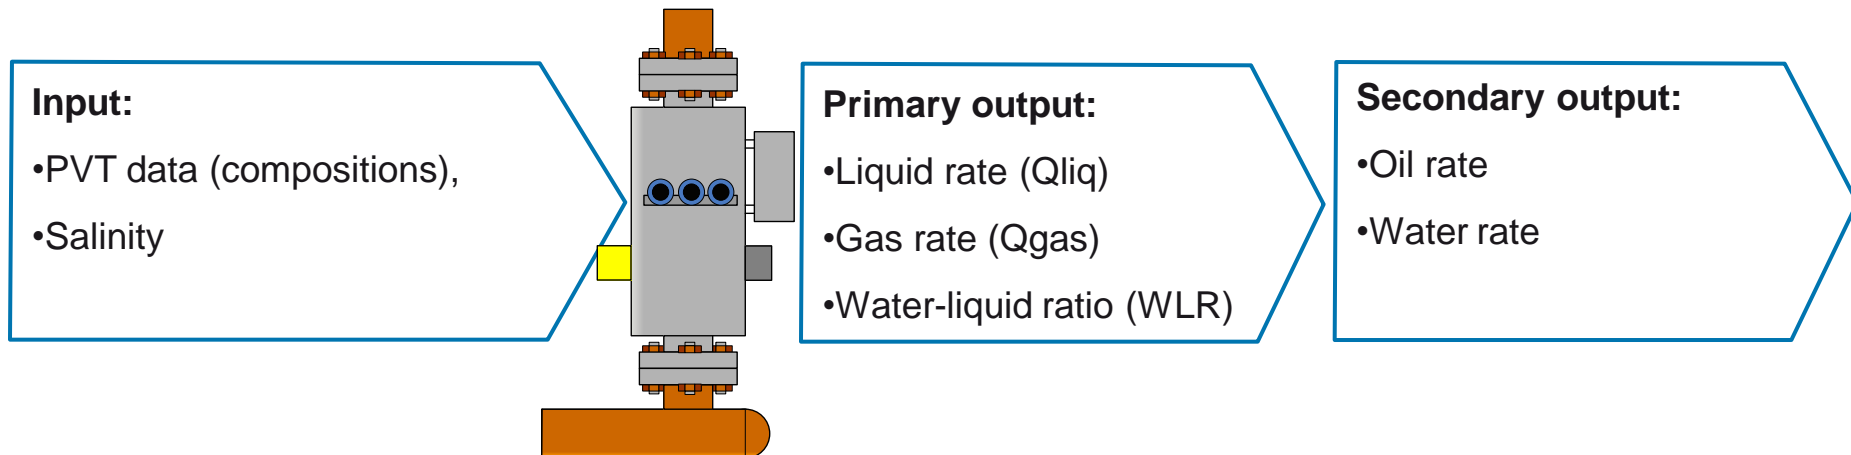 Input:
•PVT data (compositions),
•Salinity
Primary output:
•Liquid rate (Qliq)
•Gas rate (Qgas)
•Water-liquid ratio (WLR)
Secondary output:
•Oil rate
•Water rate